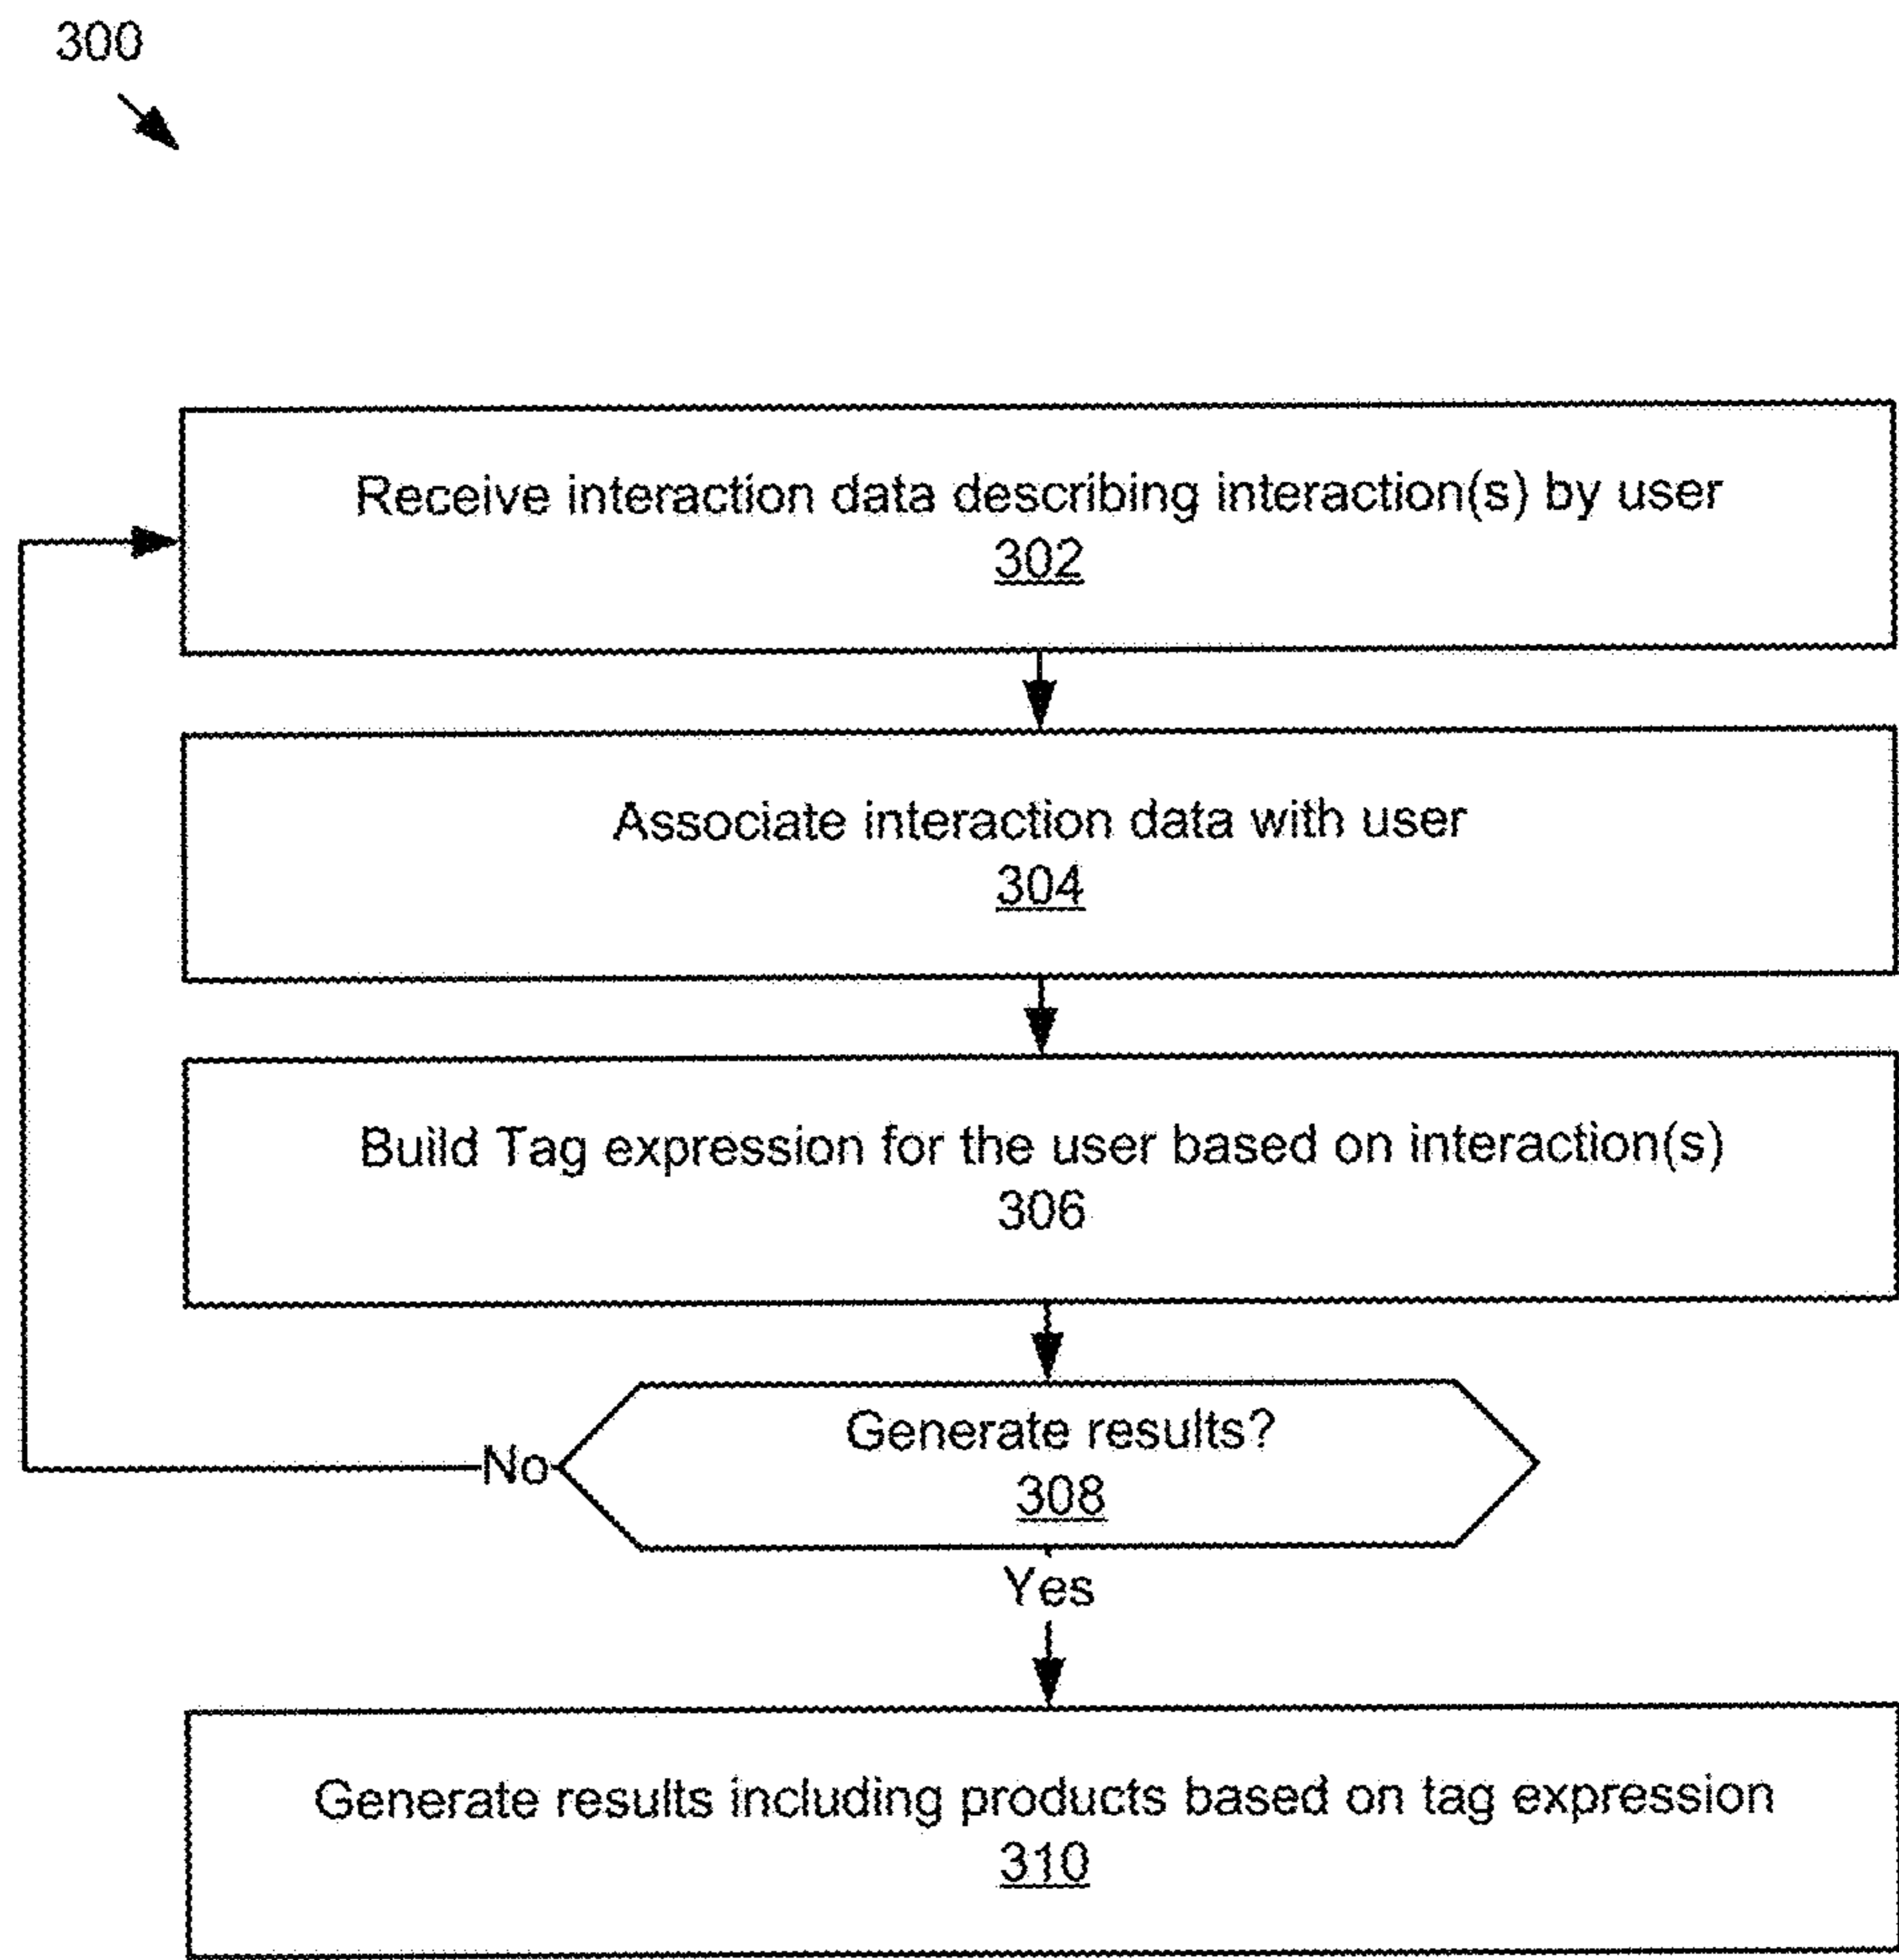 300
Receive interaction data describing interaction(s) by user
302
Associate interaction data with user
304
Build Tag expression for the user based on interaction(s)
306
Generate results?
308
No
Yes
Generate results including products based on tag expression
310